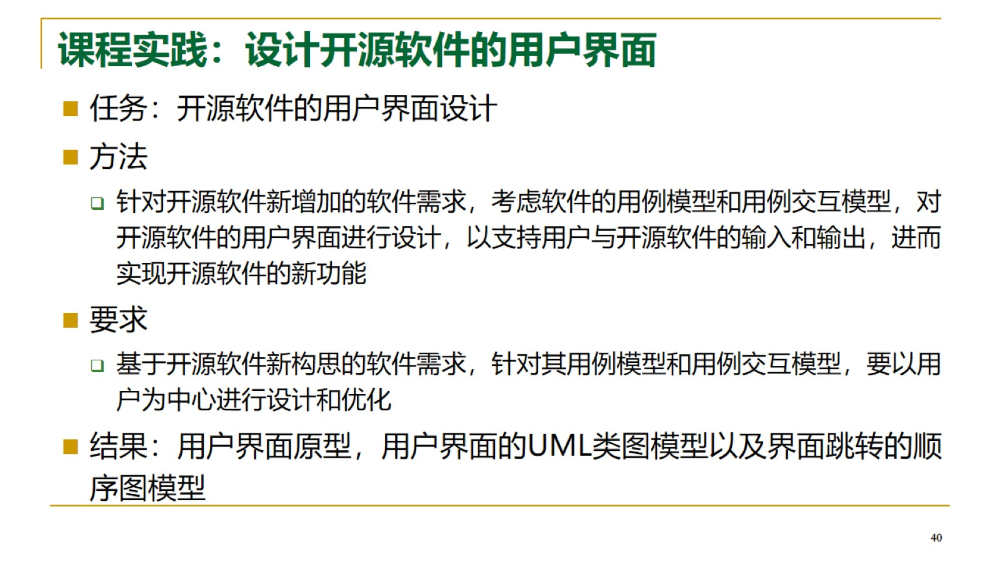 课程实践：设计开源软件的用户界面
任务：开源软件的用户界面设计
方法
针对开源软件新增加的软件需求，考虑软件的用例模型和用例交互模型，对
开源软件的用户界面进行设计，以支持用户与开源软件的输入和输出，进而
实现开源软件的新功能
要求
基于开源软件新构思的软件需求，针对其用例模型和用例交互模型，要以用
户为中心进行设计和优化
结果：用户界面原型，用户界面的UML类图模型以及界面跳转的顺
序图模型
40